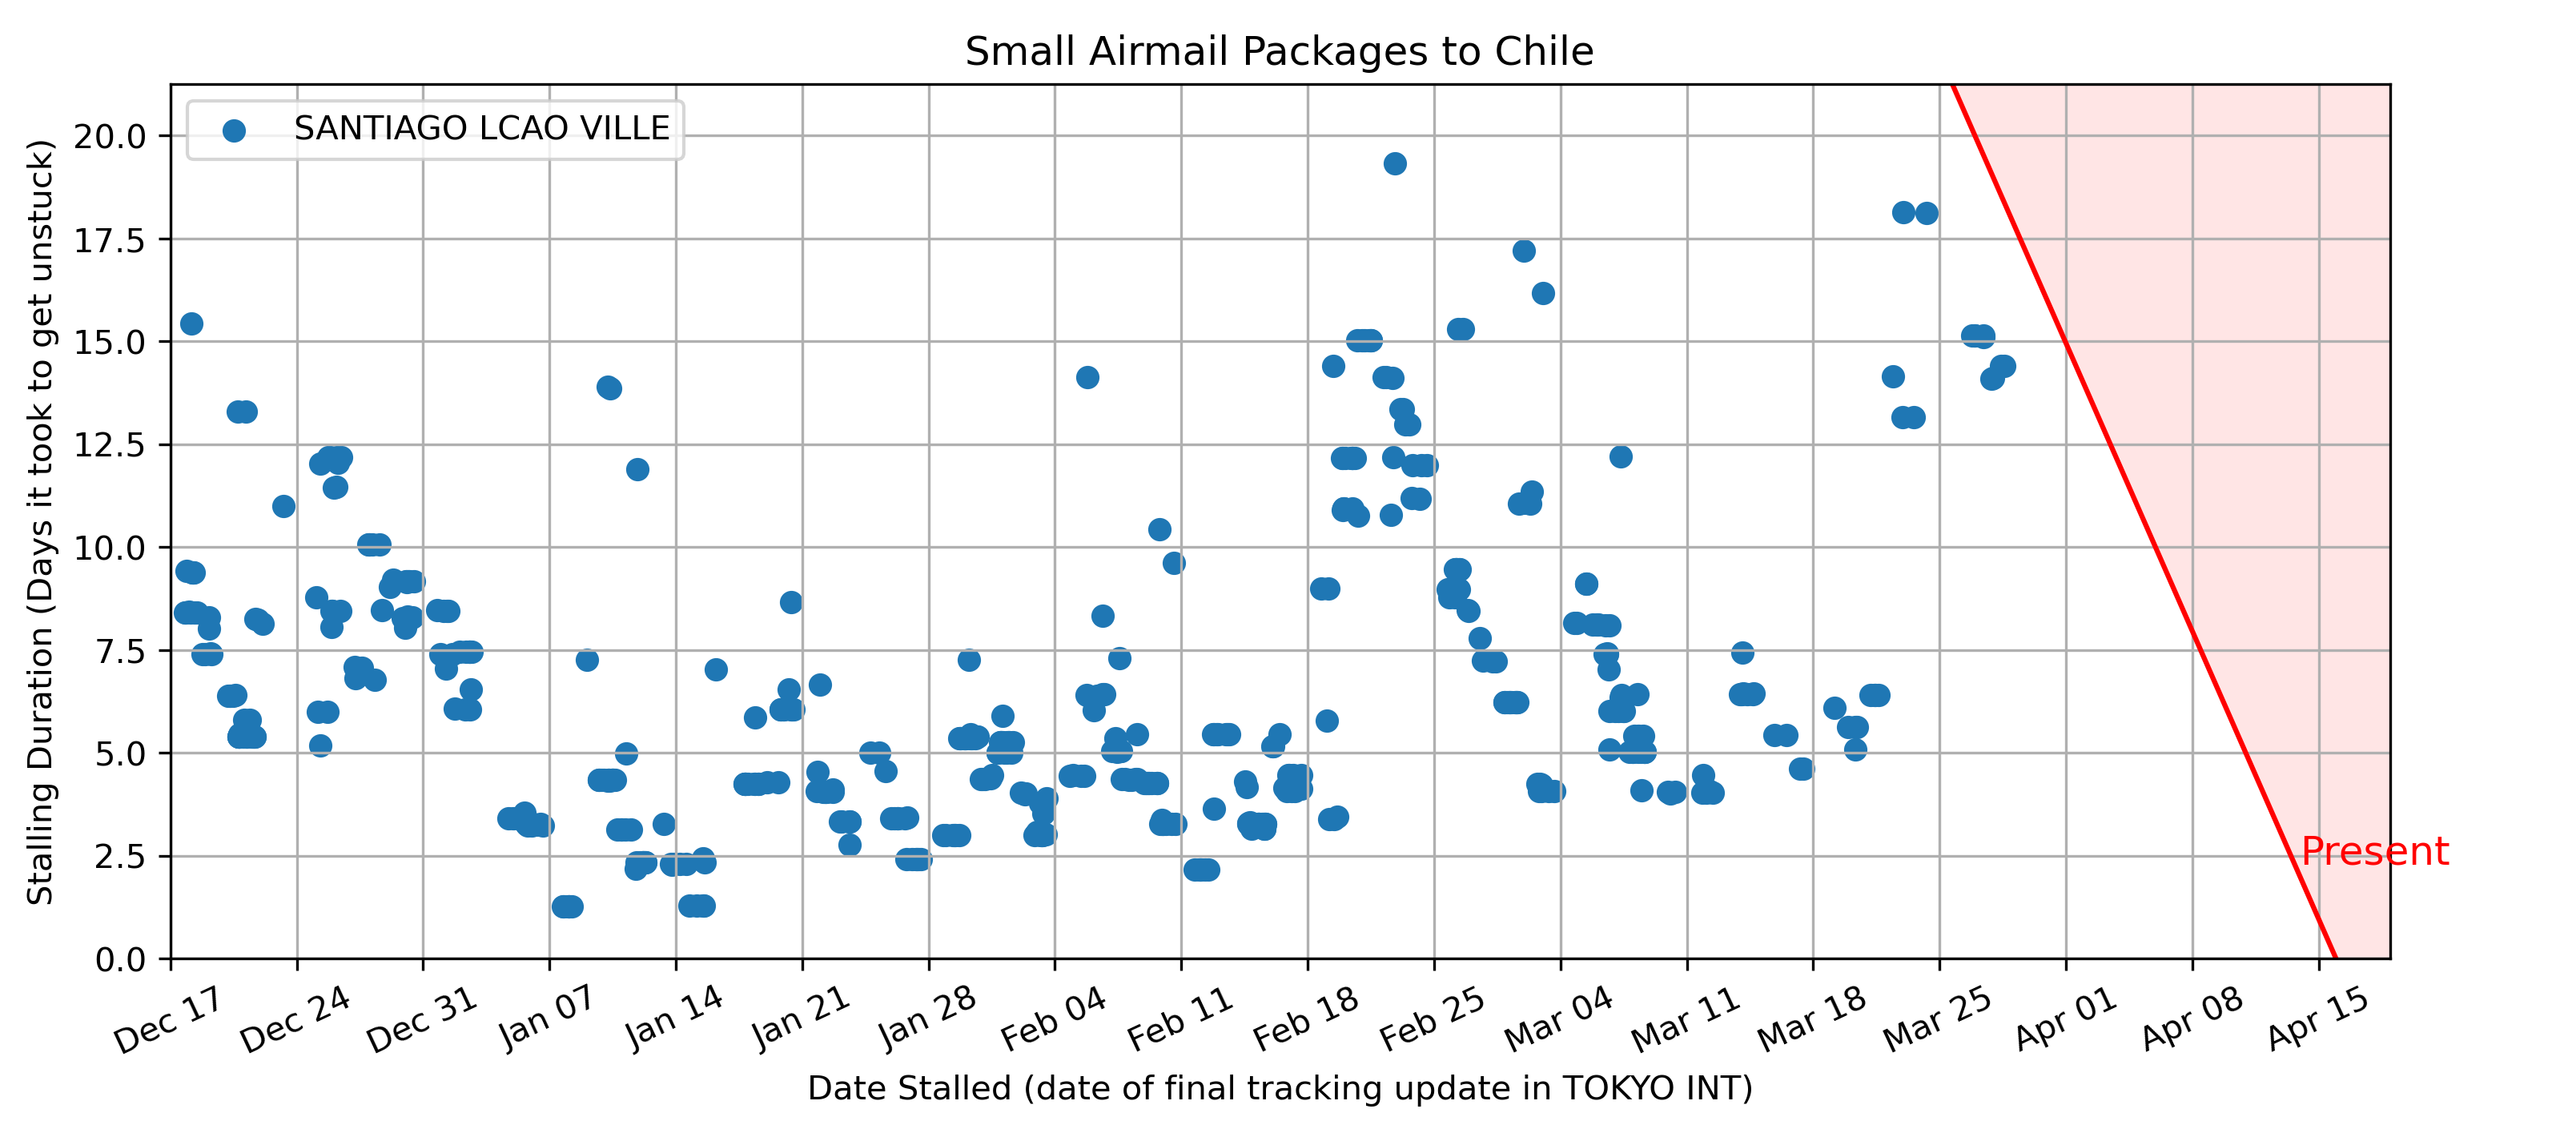 Small Airmail Packages to Chile
SANTIAGO LCAO VILLE
Stalling Duration (Days it took to get unstuck)
20.0
17.5
15.0
12.5
10.0
7.5
5.0
2.5
0.0
Present
Dec 17
Dec 24
Dec 31
Jan 07
Jan 14
Jan 21
Jan 28
Feb 04
Feb 11
Feb 18
Feb 25
Mar 04
Mar 11
Mar 18
Mar 25
Apr 01
Apr 08
Apr 15
Date Stalled (date of final tracking update in TOKYO INT)